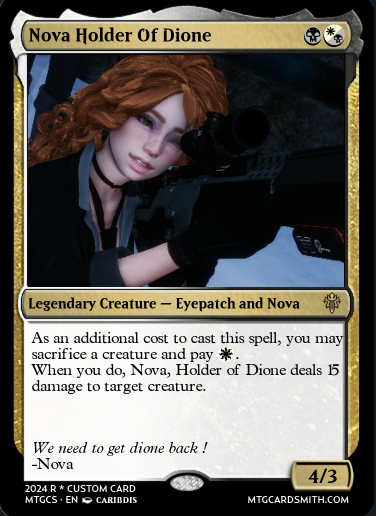 Nova Holder Of Dione
Legendary Creature — Eyepatch and Nova
As an additional cost to cast this spell, you may
sacrifice a creature and pay .
When you do, Nova, Holder of Dione deals 15
damage to target creature.
We need to get dione back !
-Nova
4/3
2024 R * CUSTOM CARD
MTGCS · EN CARIBDIS
MTGCARDSMITH.COM